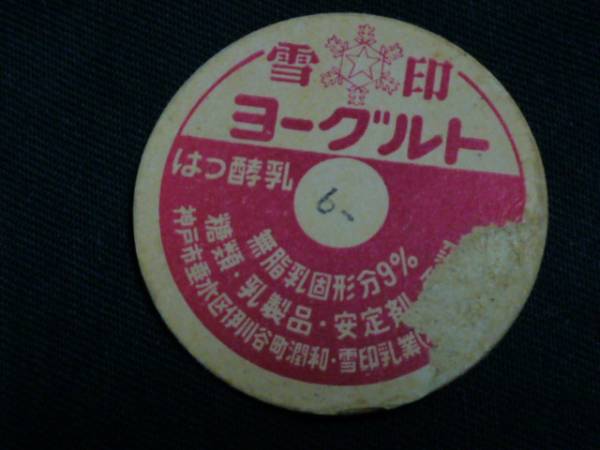 雪印
ヨーグルト
はっ酵乳
6-
無脂乳固形分9%
糖類・乳製品・安定剤
神戸市垂水区伊川谷町潤和・雪印乳業(